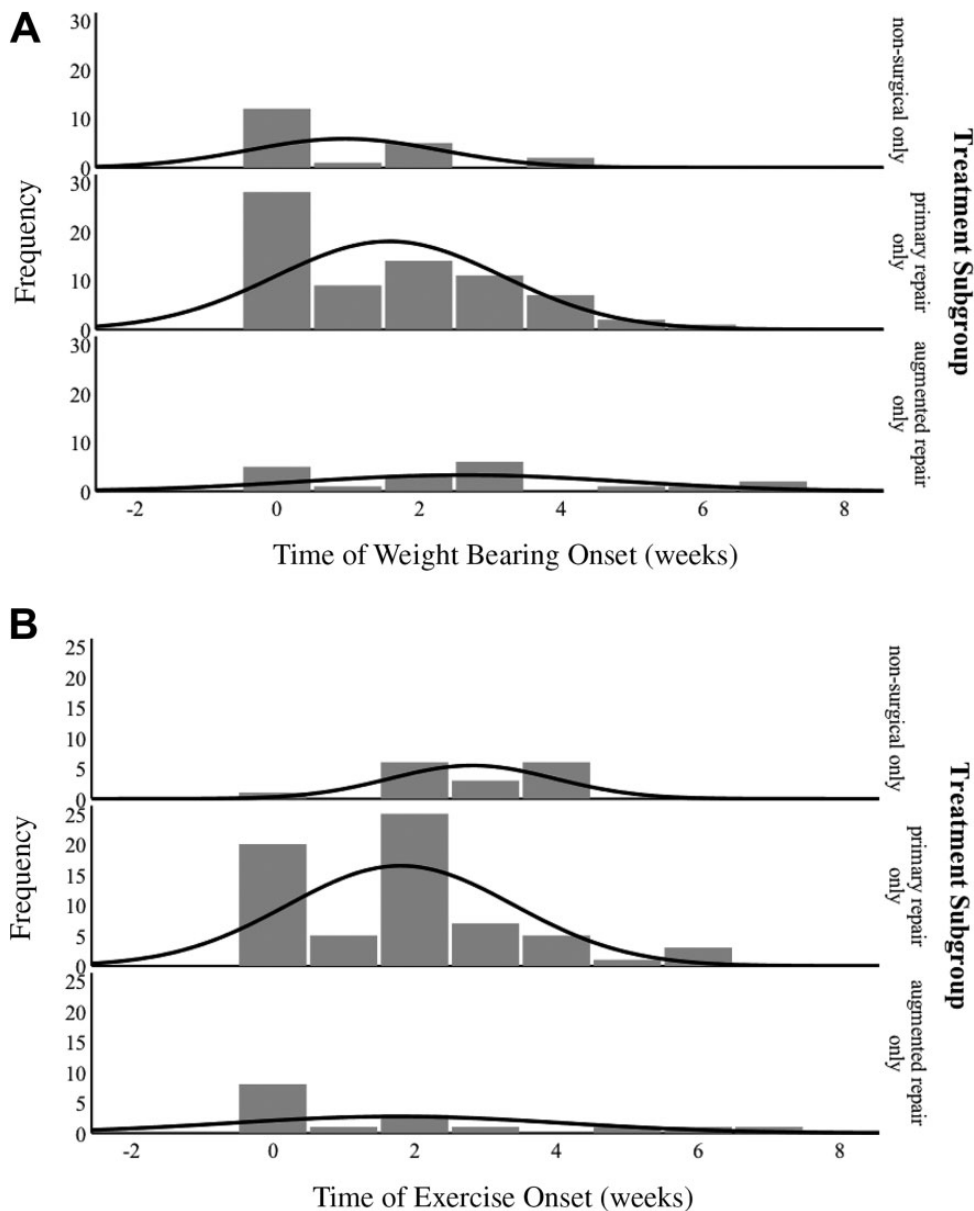 A
30
20
10
0
non-surgical only
30
20
10
0
primary repair
only
30
20
10
0
augmented repair
only
Frequency
Treatment Subgroup
-2 0 2 4 6 8
Time of Weight Bearing Onset (weeks)
B
25
20
15
10
5
0
non-surgical only
25
20
15
10
5
0
primary repair
only
25
20
15
10
5
0
augmented repair
only
Frequency
Treatment Subgroup
-2 0 2 4 6 8
Time of Exercise Onset (weeks)